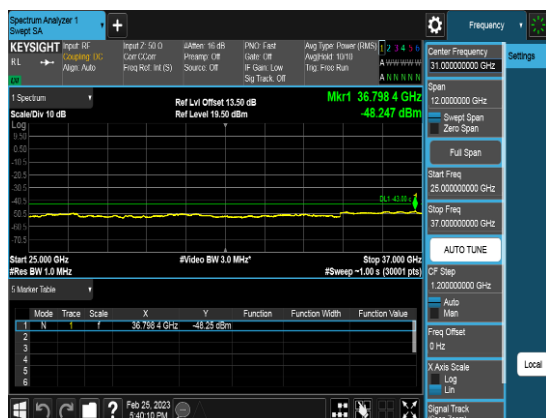 Spectrum Analyzer 1
Swept SA
+
Frequency
KEYSIGHT
RL
Input: RF
Coupling: DC
Align: Auto
Input Z: 50 Ω
Corr CCorr
Freq Ref: Int (S)
#Atten: 16 dB
Preamp: Off
Source: Off
PNO: Fast
Gate: Off
IF Gain: Low
Sig Track: Off
Avg Type: Power (RMS)
Avg|Hold: 10/10
Trig: Free Run
1 2 3 4 5 6
A W W W W W
A N N N N N
1 Spectrum
Scale/Div 10 dB
Ref Lvl Offset 13.50 dB
Ref Level 19.50 dBm
Mkr1 36.798 4 GHz
-48.247 dBm
Log
9.50
-0.500
-10.5
-20.5
-30.5
-40.5
-50.5
-60.5
-70.5
DL1 -43.00
1
Start 25.000 GHz
#Res BW 1.0 MHz
#Video BW 3.0 MHz*
Stop 37.000 GHz
#Sweep ~1.00 s (30001 pts)
5 Marker Table
Mode Trace Scale X Y Function Function Width Function Value
1 N 1 f 36.798 4 GHz -48.25 dBm
2
3
4
5
6
Feb 25, 2023
5:40:10 PM
?
Center Frequency
31.000000000 GHz
Settings
Span
12.0000000 GHz
Swept Span
Zero Span
Full Span
Start Freq
25.000000000 GHz
Stop Freq
37.000000000 GHz
AUTO TUNE
CF Step
1.200000000 GHz
Auto
Man
Freq Offset
0 Hz
X Axis Scale
Log
Lin
Local
Signal Track